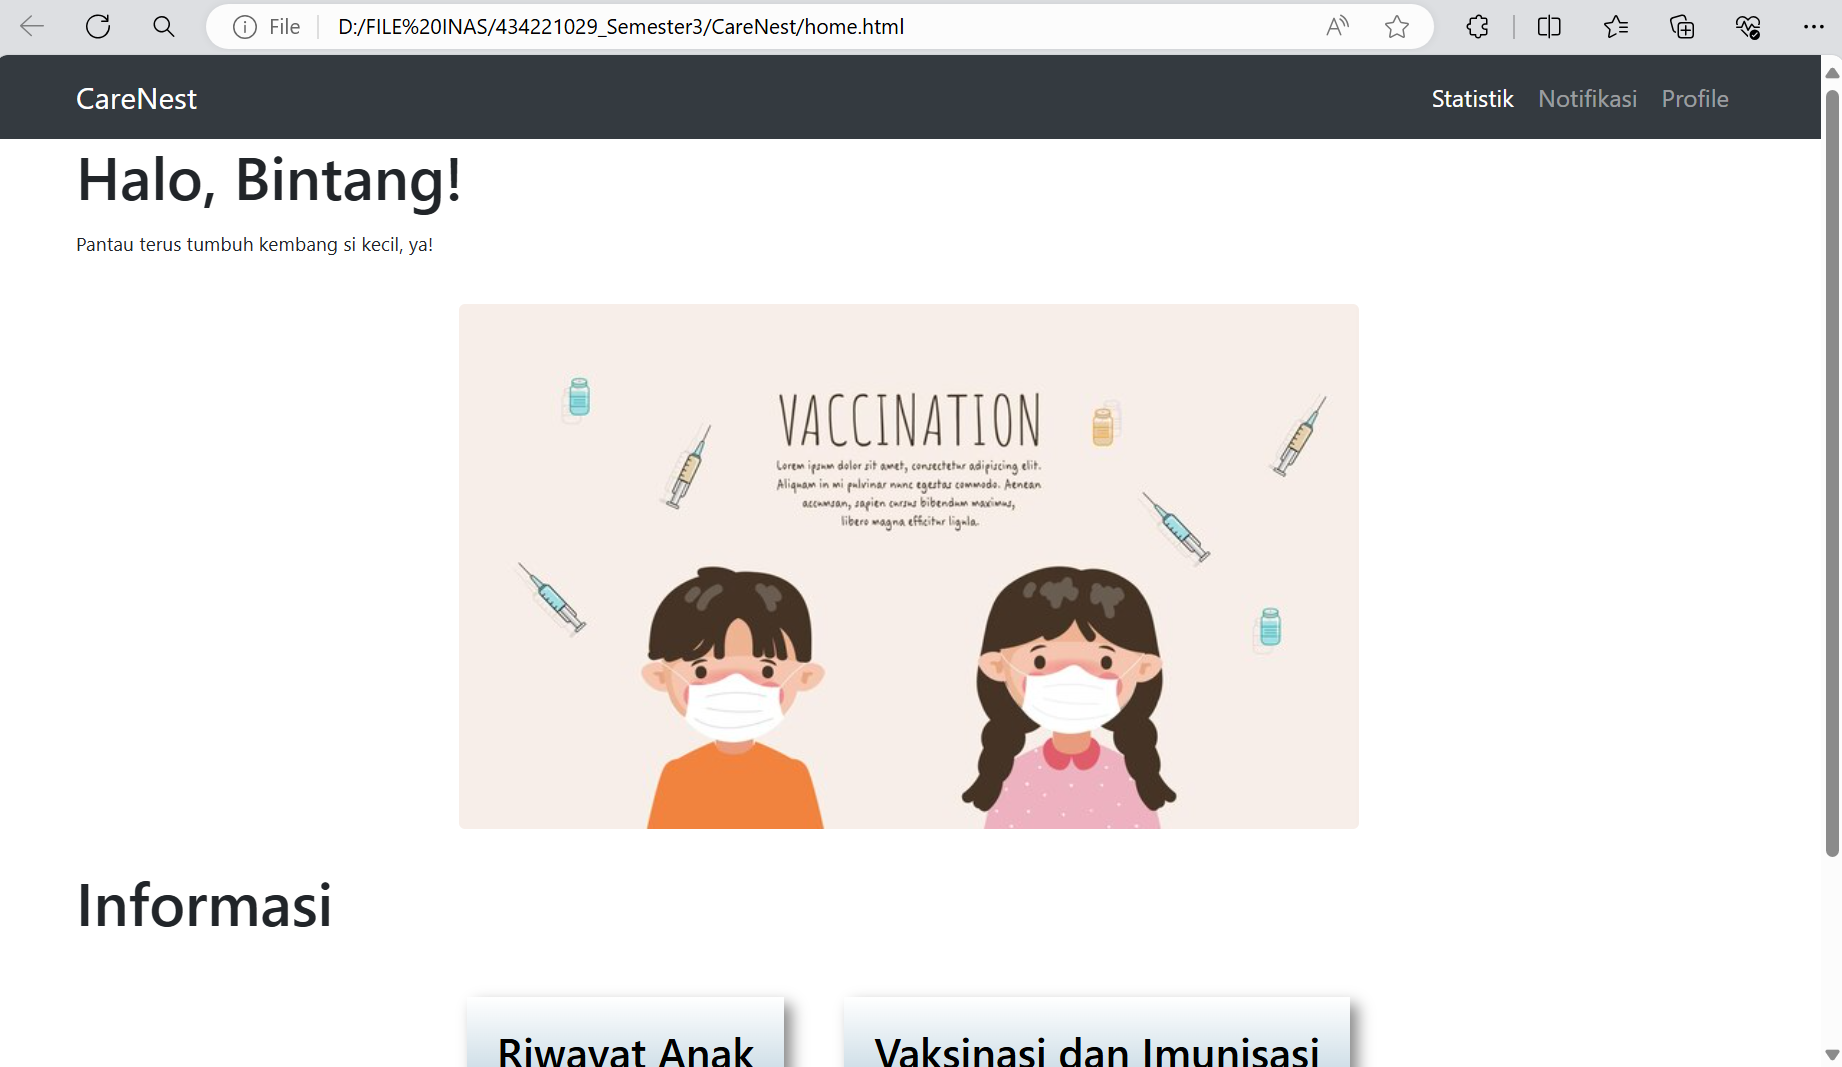 File D:/FILE%20INAS/434221029_Semester3/CareNest/home.html
CareNest Statistik Notifikasi Profile
Halo, Bintang!
Pantau terus tumbuh kembang si kecil, ya!
VACCINATION
Lorem ipsum dolor sit amet, consectetur adipiscing elit.
Aliquam in mi pulvinar nunc egestas commodo. Aenean
accumsan, sapien cursus bibendum maximus,
libero magna efficitur ligula.
Informasi
Riwayat Anak
Vaksinasi dan Imunisasi